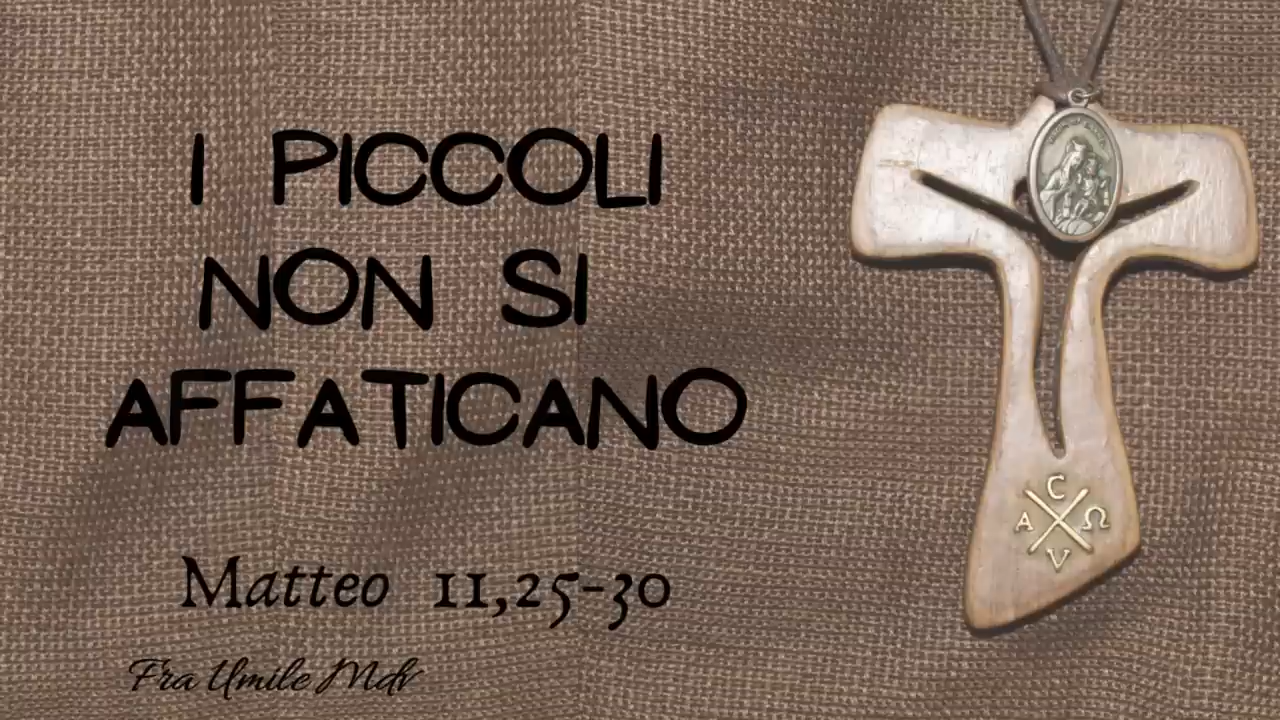 I PICCOLI
NON SI
AFFATICANO
Matteo 11,25-30
Fra Umile Mdv
C
A Ω
V